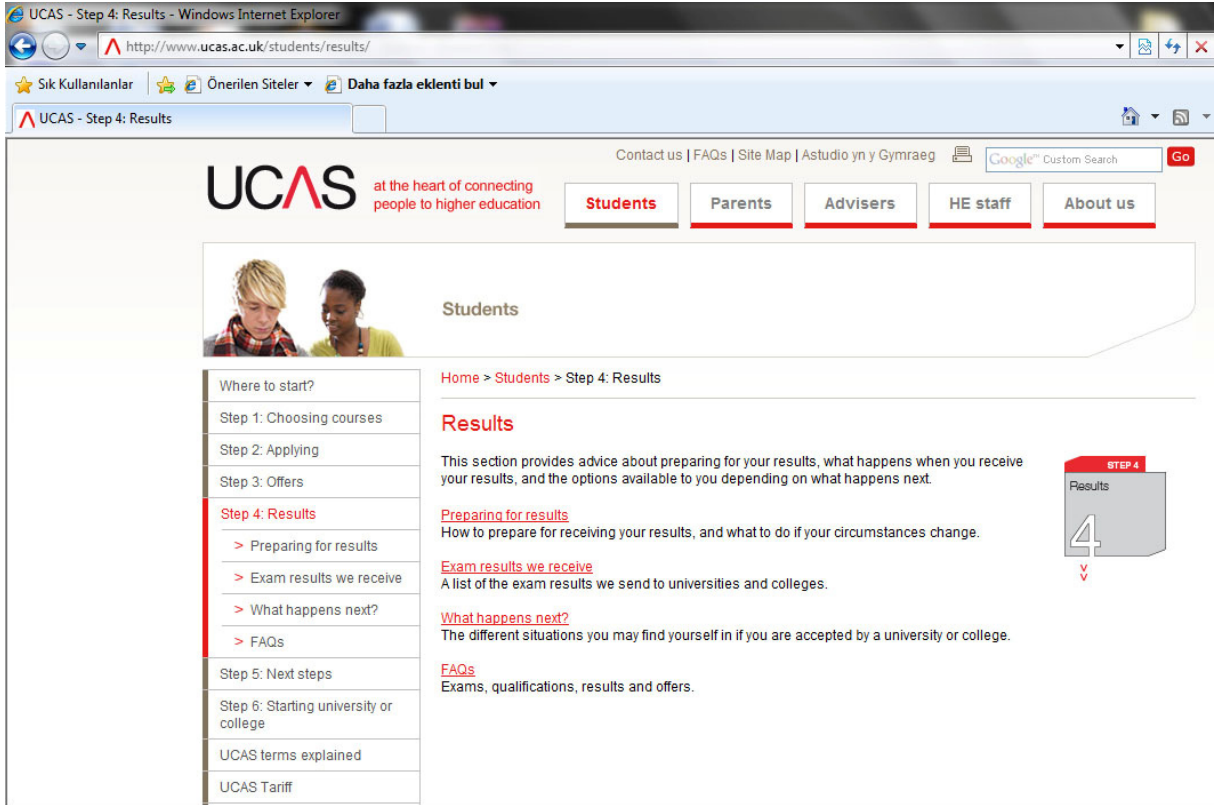 UCAS - Step 4: Results - Windows Internet Explorer
http://www.ucas.ac.uk/students/results/
Sık Kullanılanlar Önerilen Siteler Daha fazla eklenti bul
UCAS - Step 4: Results
Contact us | FAQs | Site Map | Astudio yn y Gymraeg Google™ Custom Search Go
UCAS
at the heart of connecting
people to higher education
Students Parents Advisers HE staff About us
Students
Where to start?
Step 1: Choosing courses
Step 2: Applying
Step 3: Offers
Step 4: Results
> Preparing for results
> Exam results we receive
> What happens next?
> FAQs
Step 5: Next steps
Step 6: Starting university or
college
UCAS terms explained
UCAS Tariff
Home > Students > Step 4: Results
Results
This section provides advice about preparing for your results, what happens when you receive
your results, and the options available to you depending on what happens next.
Preparing for results
How to prepare for receiving your results, and what to do if your circumstances change.
Exam results we receive
A list of the exam results we send to universities and colleges.
What happens next?
The different situations you may find yourself in if you are accepted by a university or college.
FAQs
Exams, qualifications, results and offers.
STEP 4
Results
4